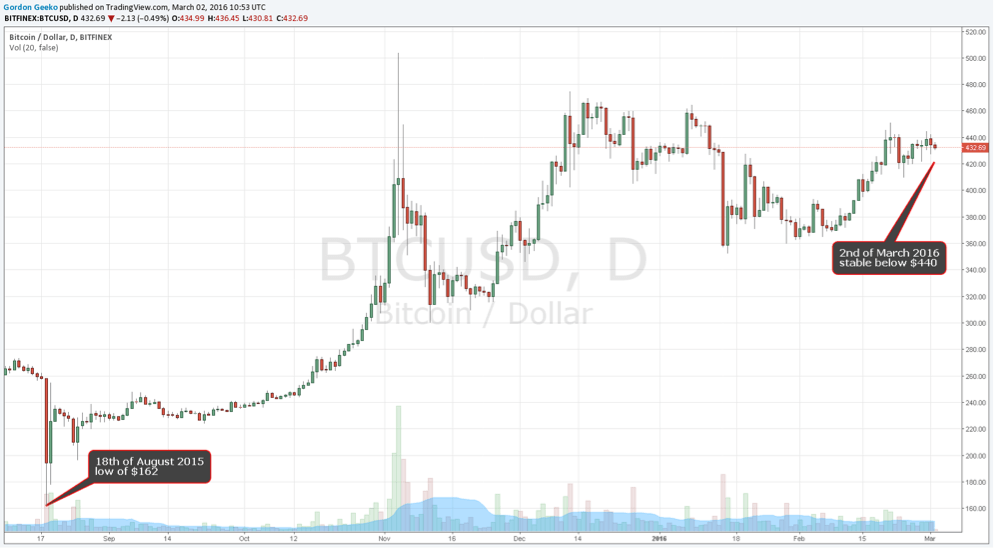 Gordon Geeko published on TradingView.com, March 02, 2016 10:53 UTC
BITFINEX:BTCUSD, D 432.69 ▼ −2.13 (−0.49%) O:434.99 H:436.45 L:430.81 C:432.69
Bitcoin / Dollar, D, BITFINEX
Vol (20, false)
BTCUSD, D
Bitcoin / Dollar
18th of August 2015
low of $162
2nd of March 2016
stable below $440
520.00
500.00
480.00
460.00
440.00
432.69
420.00
400.00
380.00
360.00
340.00
320.00
300.00
280.00
260.00
240.00
220.00
200.00
180.00
160.00
17 Sep 14 Oct 12 Nov 16 Dec 14 2016 18 Feb 15 Mar